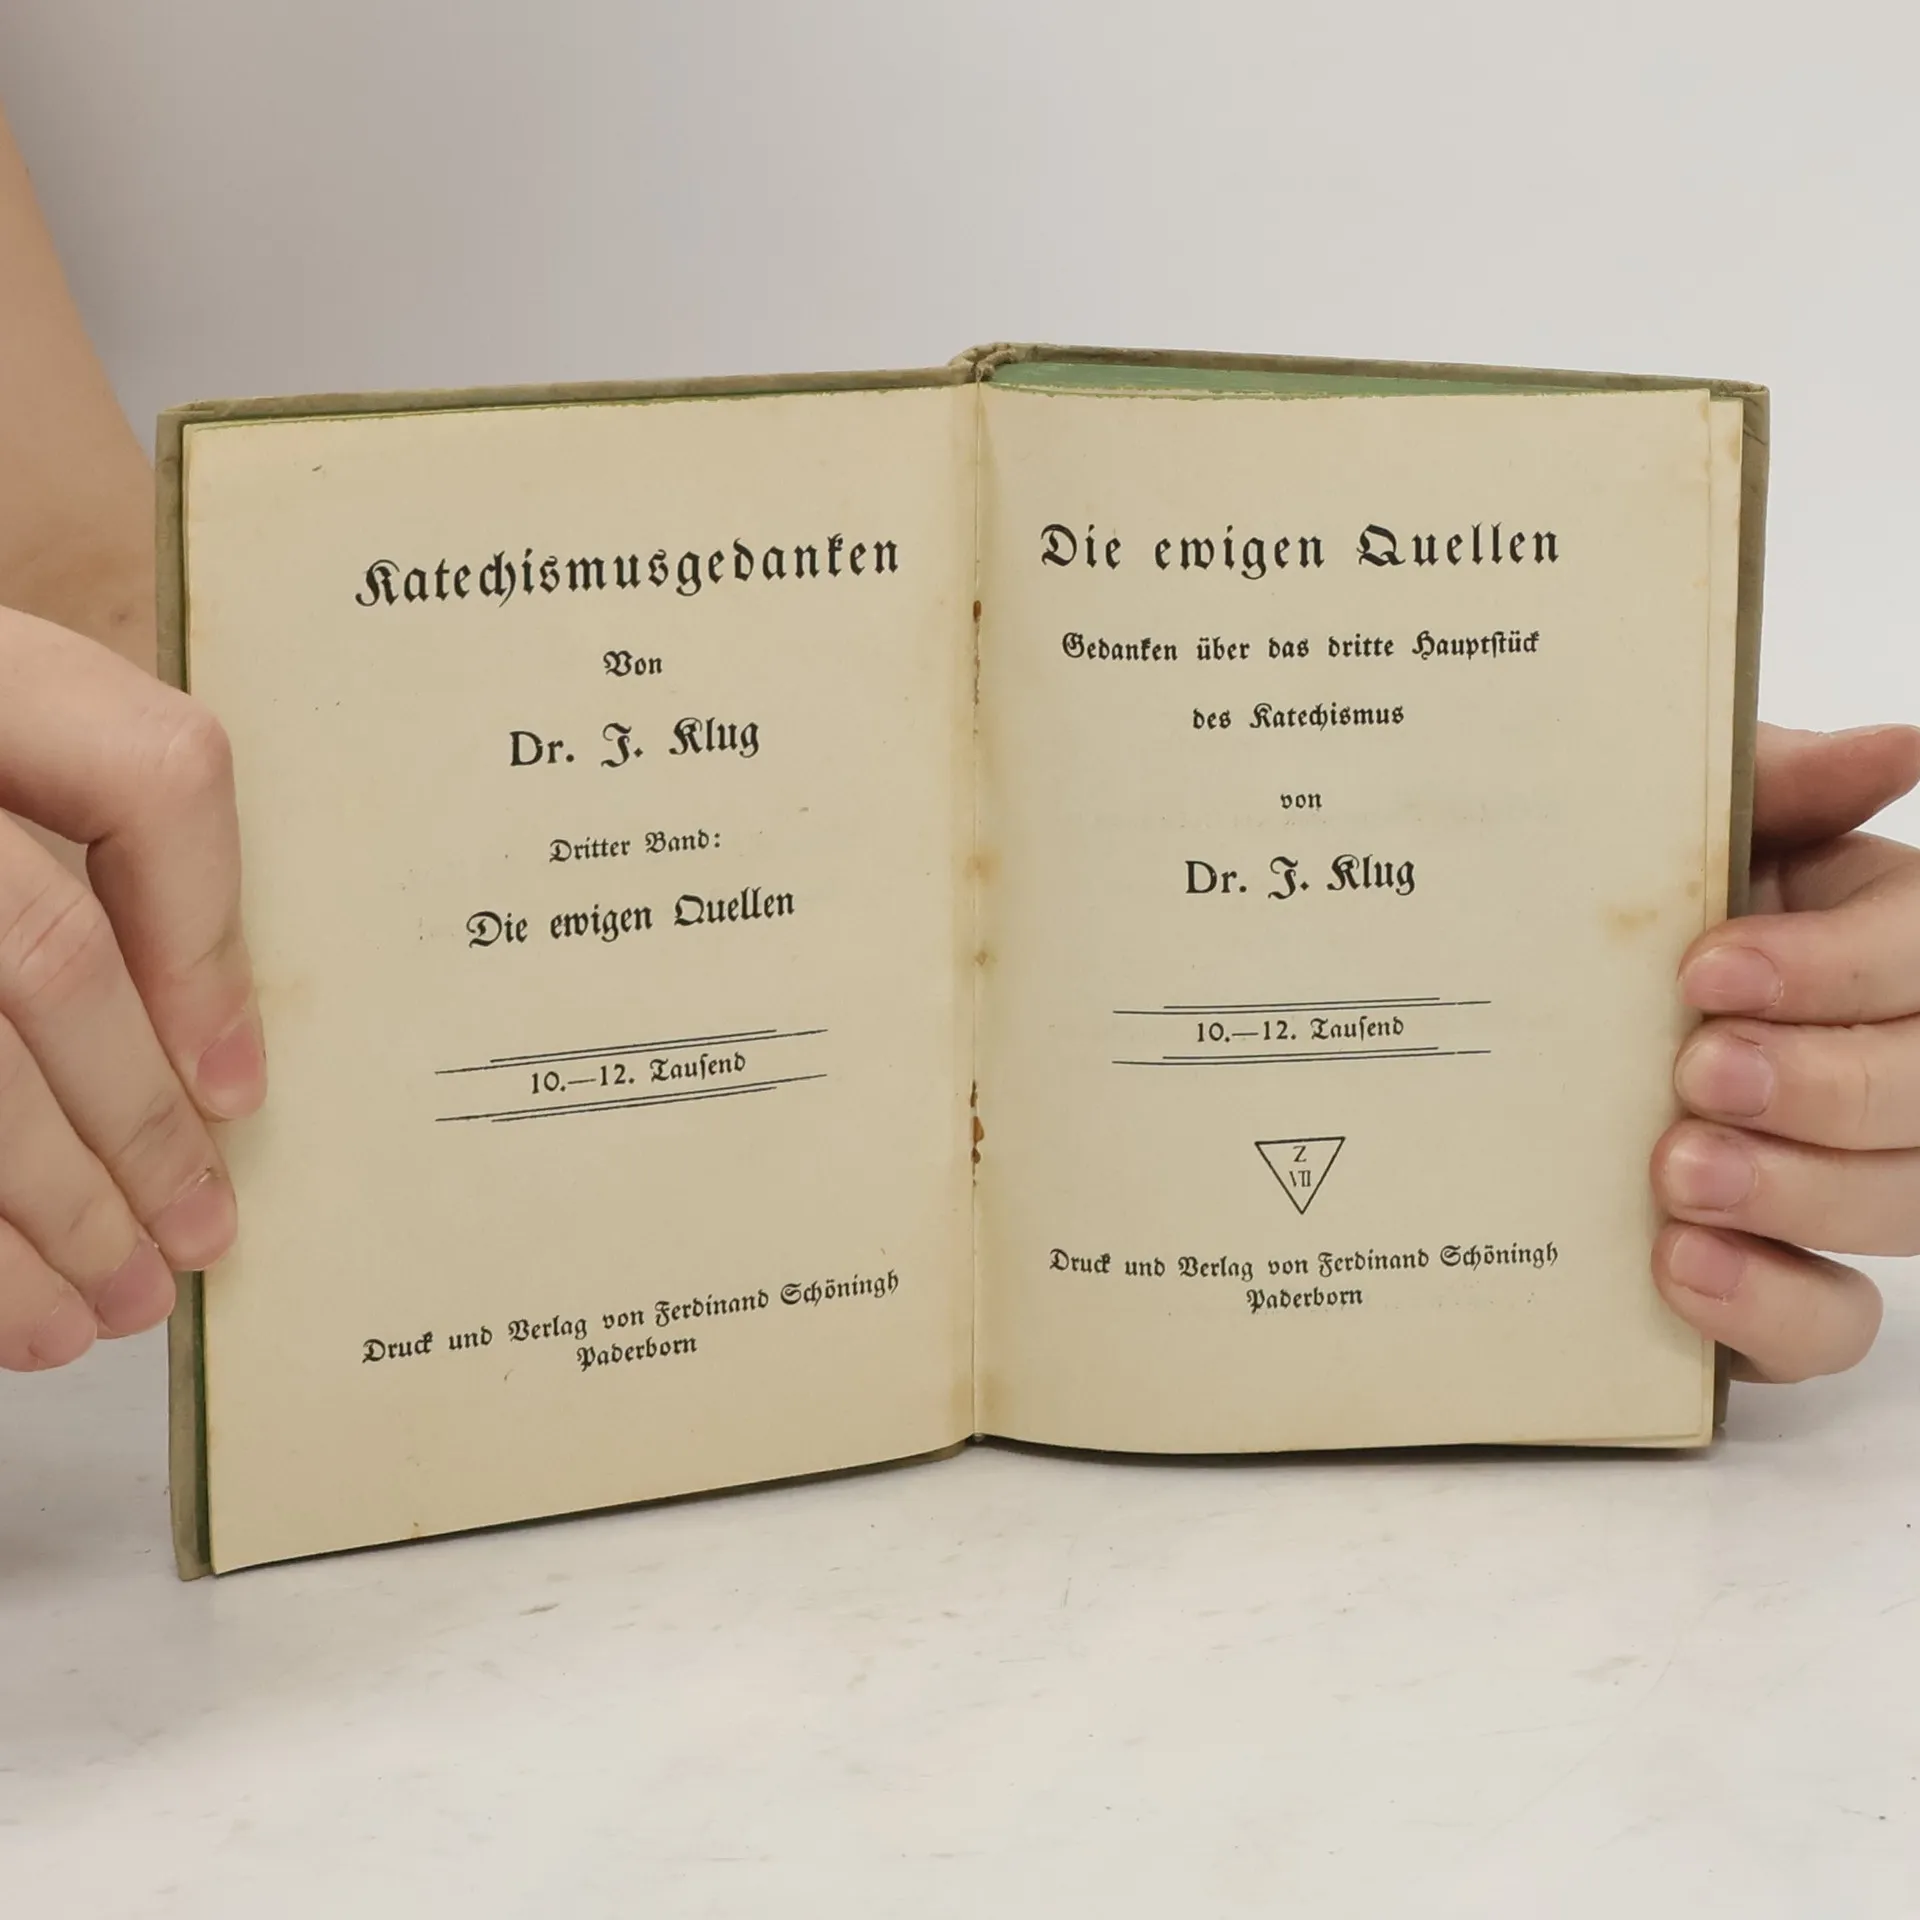 Katechismusgedanken
Von
Dr. J. Klug
Dritter Band:
Die ewigen Quellen
10.—12. Tauſend
Druck und Verlag von Ferdinand Schöningh
Paderborn
Die ewigen Quellen
Gedanken über das dritte Hauptſtück
des Katechismus
von
Dr. J. Klug
10.—12. Tauſend
Z
VII
Druck und Verlag von Ferdinand Schöningh
Paderborn